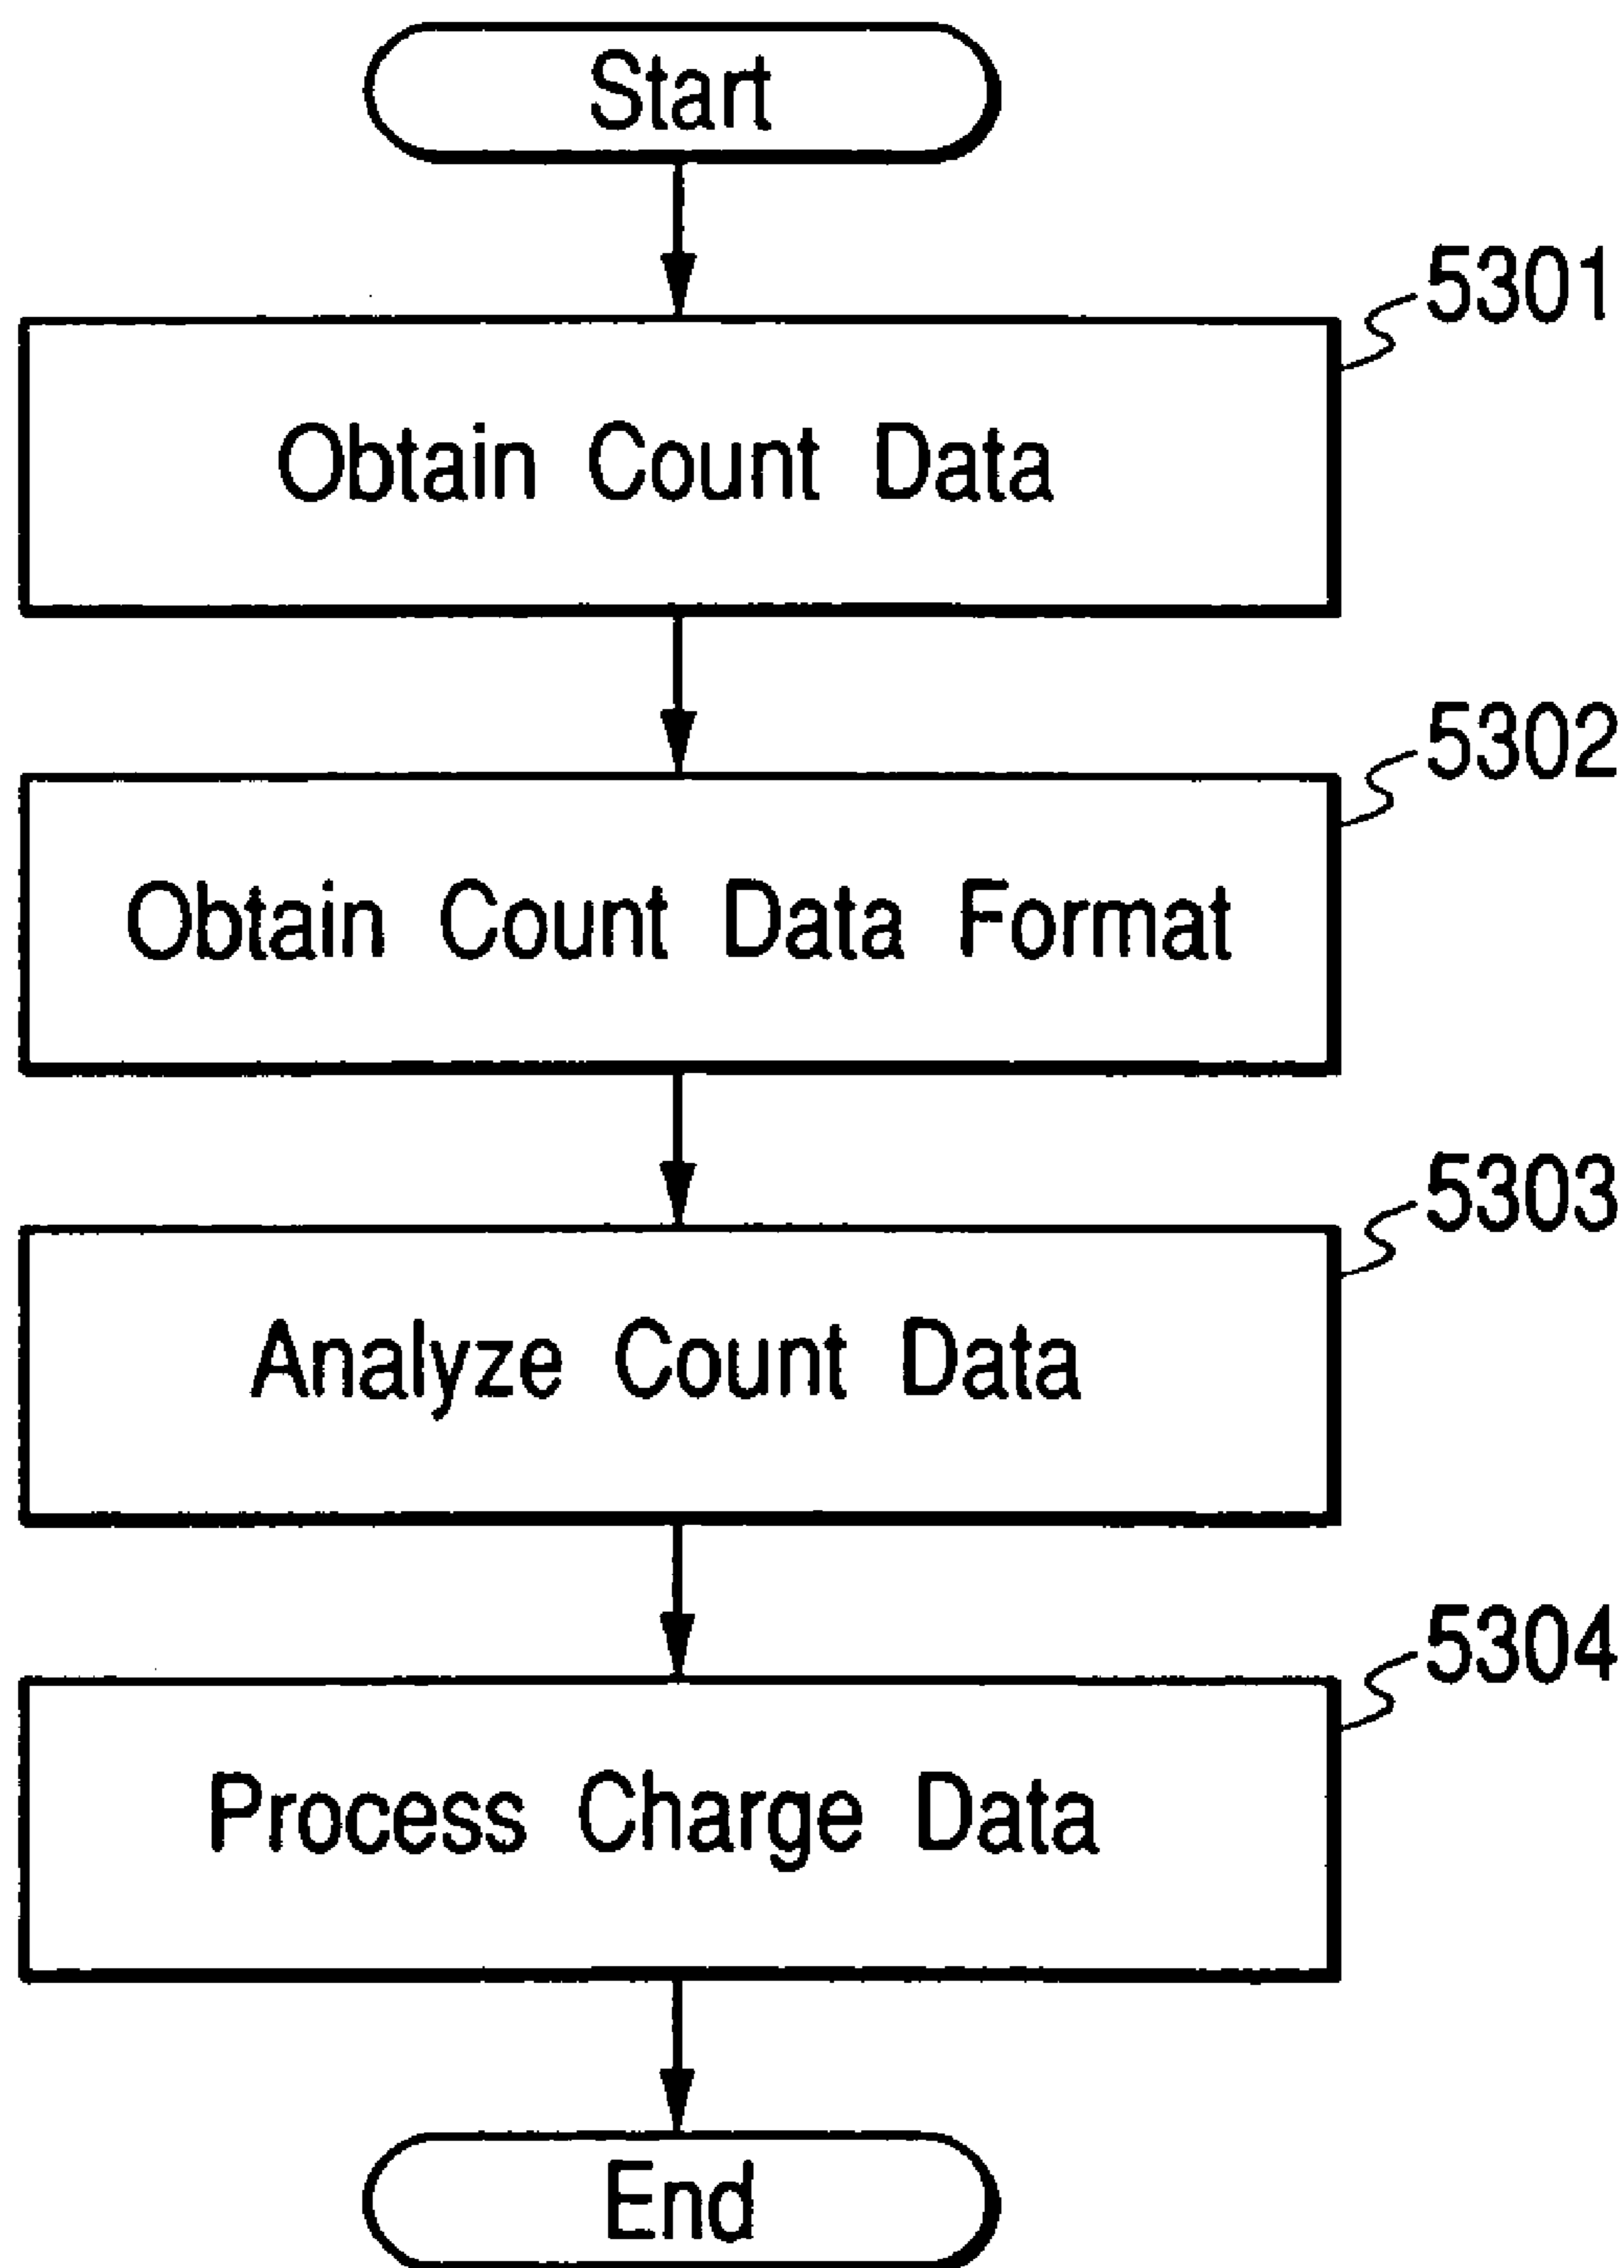 Start
5301
Obtain Count Data
5302
Obtain Count Data Format
5303
Analyze Count Data
5304
Process Charge Data
End